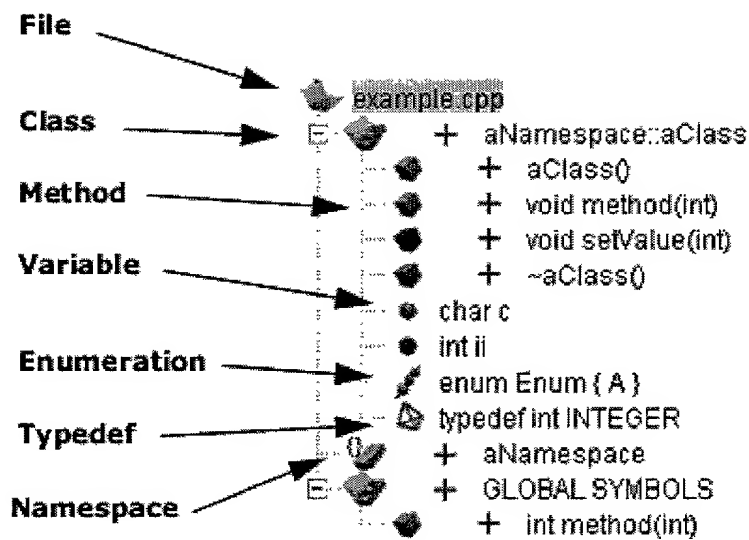 File
example.cpp
Class
+ aNamespace::aClass
+ aClass()
Method
+ void method(int)
+ void setValue(int)
Variable
+ ~aClass()
char c
int ii
Enumeration
enum Enum { A }
Typedef
typedef int INTEGER
{} + aNamespace
Namespace
+ GLOBAL SYMBOLS
+ int method(int)